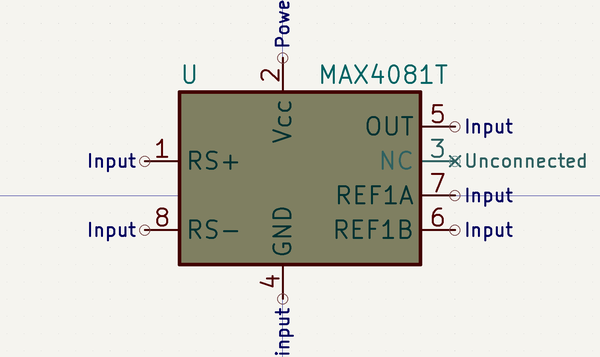 Powe
U
2
MAX4081T
Vcc
OUT
5
Input
Input
1
RS+
NC
3
Unconnected
REF1A
7
Input
Input
8
RS-
GND
REF1B
6
Input
4
input